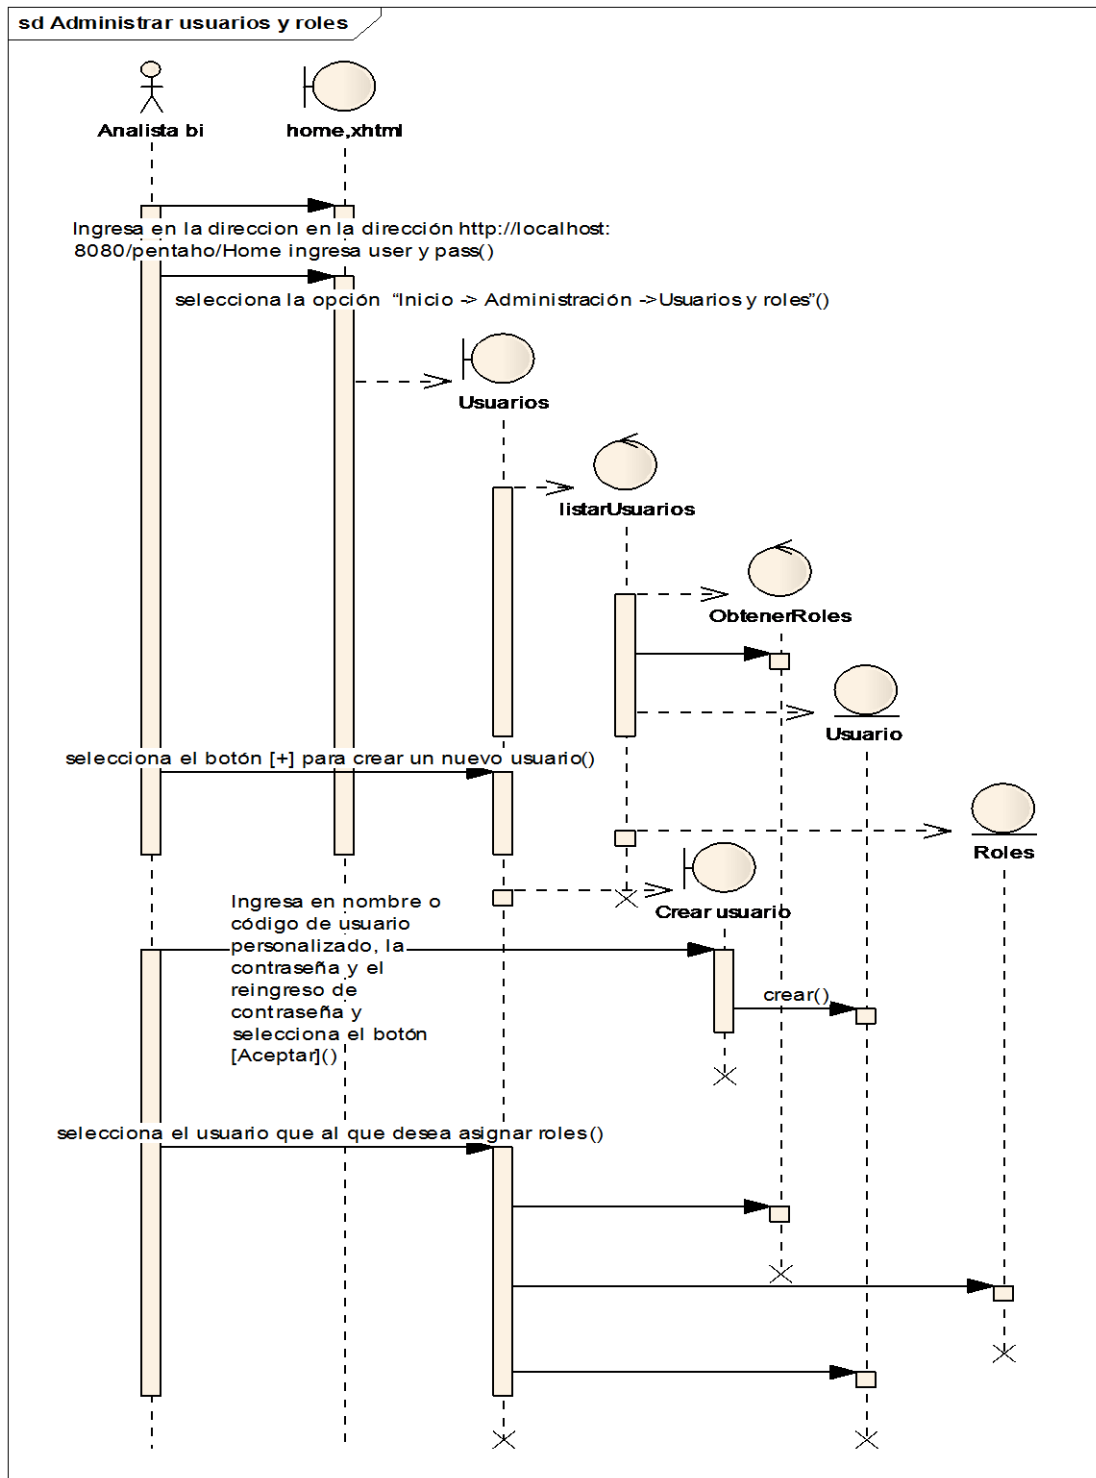 sd Administrar usuarios y roles
Analista bi
home,xhtml
Ingresa en la direccion en la dirección http://localhost:
8080/pentaho/Home ingresa user y pass()
selecciona la opción “Inicio -> Administración ->Usuarios y roles”()
Usuarios
listarUsuarios
ObtenerRoles
Usuario
selecciona el botón [+] para crear un nuevo usuario()
Roles
Crear usuario
Ingresa en nombre o
código de usuario
personalizado, la
contraseña y el
reingreso de
contraseña y
selecciona el botón
[Aceptar]()
crear()
selecciona el usuario que al que desea asignar roles()